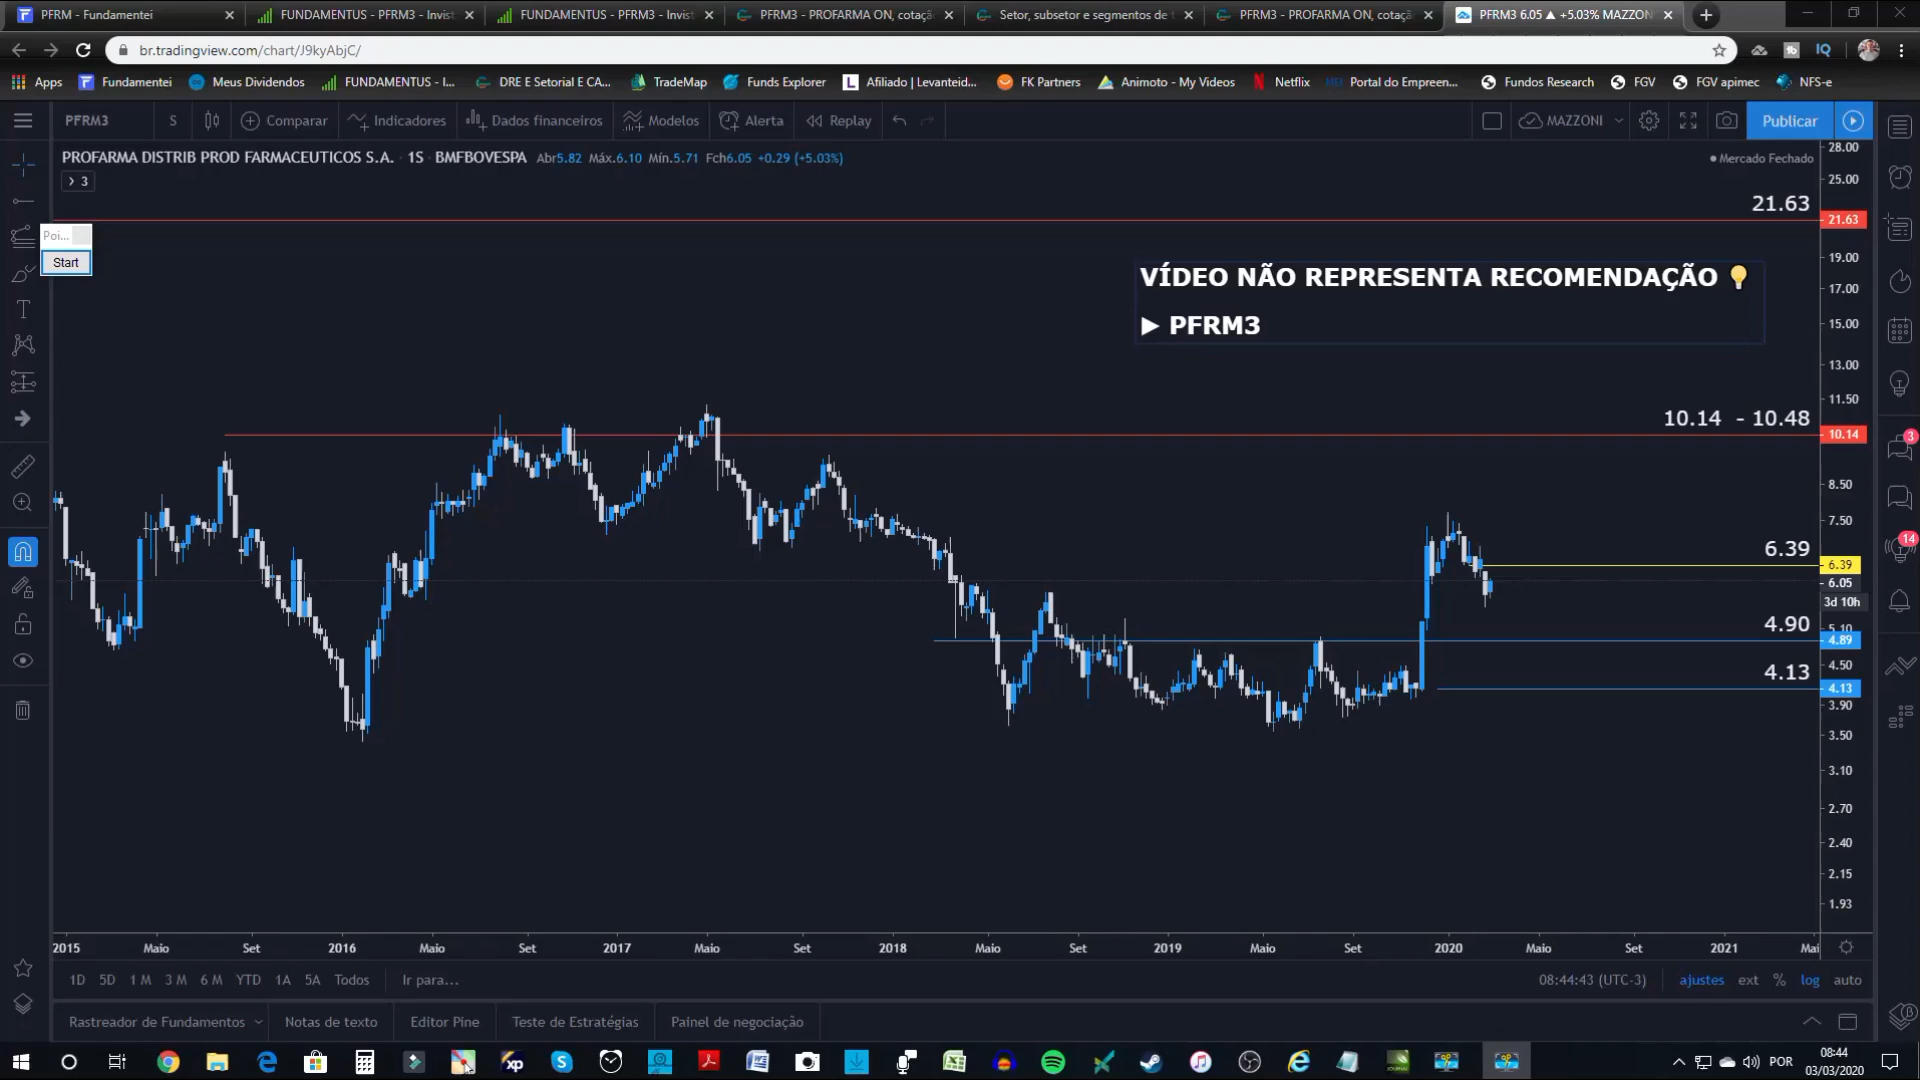 PFRM - Fundamentei
FUNDAMENTUS - PFRM3 - Invist
FUNDAMENTUS - PFRM3 - Invist
PFRM3 - PROFARMA ON, cotaçã
Setor, subsetor e segmentos de
PFRM3 - PROFARMA ON, cotaçã
PFRM3 6.05 ▲ +5.03% MAZZON
br.tradingview.com/chart/J9kyAbjC/
Apps Fundamentei Meus Dividendos FUNDAMENTUS - I... DRE E Setorial E CA... TradeMap Funds Explorer Afiliado | Levanteid... FK Partners Animoto - My Videos Netflix Portal do Empreen... Fundos Research FGV FGV apimec NFS-e
PFRM3 S Comparar Indicadores Dados financeiros Modelos Alerta Replay MAZZONI Publicar
PROFARMA DISTRIB PROD FARMACEUTICOS S.A. · 1S · BMFBOVESPA Abr5.82 Máx.6.10 Mín.5.71 Fch6.05 +0.29 (+5.03%)
Mercado Fechado
3
Poi...
Start
VÍDEO NÃO REPRESENTA RECOMENDAÇÃO 💡
► PFRM3
21.63
10.14 - 10.48
6.39
4.90
4.13
28.00
25.00
21.63
19.00
17.00
15.00
13.00
11.50
10.14
8.50
7.50
6.39
6.05
3d 10h
5.10
4.89
4.50
4.13
3.90
3.50
3.10
2.70
2.40
2.15
1.93
3
14
2015 Maio Set 2016 Maio Set 2017 Maio Set 2018 Maio Set 2019 Maio Set 2020 Maio Set 2021 Mai
1D 5D 1 M 3 M 6 M YTD 1A 5A Todos Ir para... 08:44:43 (UTC-3) ajustes ext % log auto
Rastreador de Fundamentos Notas de texto Editor Pine Teste de Estratégias Painel de negociação
xp
POR
08:44
03/03/2020